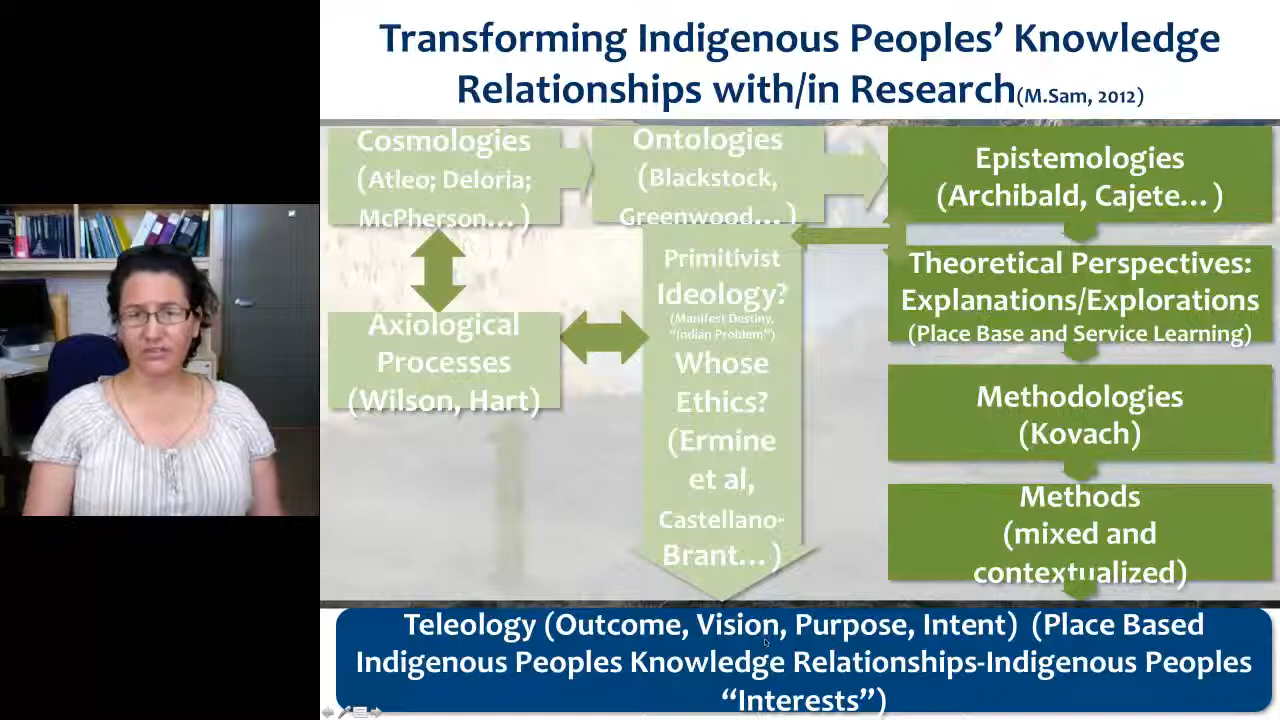 Transforming Indigenous Peoples' Knowledge
Relationships with/in Research(M.Sam, 2012)
Cosmologies
(Atleo; Deloria;
McPherson...)
Ontologies
(Blackstock,
Greenwood...)
Epistemologies
(Archibald, Cajete...)
Axiological
Processes
(Wilson, Hart)
Primitivist
Ideology?
(Manifest Destiny,
"Indian Problem")
Whose
Ethics?
(Ermine
et al,
Castellano-
Brant...)
Theoretical Perspectives:
Explanations/Explorations
(Place Base and Service Learning)
Methodologies
(Kovach)
Methods
(mixed and
contextualized)
Teleology (Outcome, Vision, Purpose, Intent) (Place Based
Indigenous Peoples Knowledge Relationships-Indigenous Peoples
"Interests")